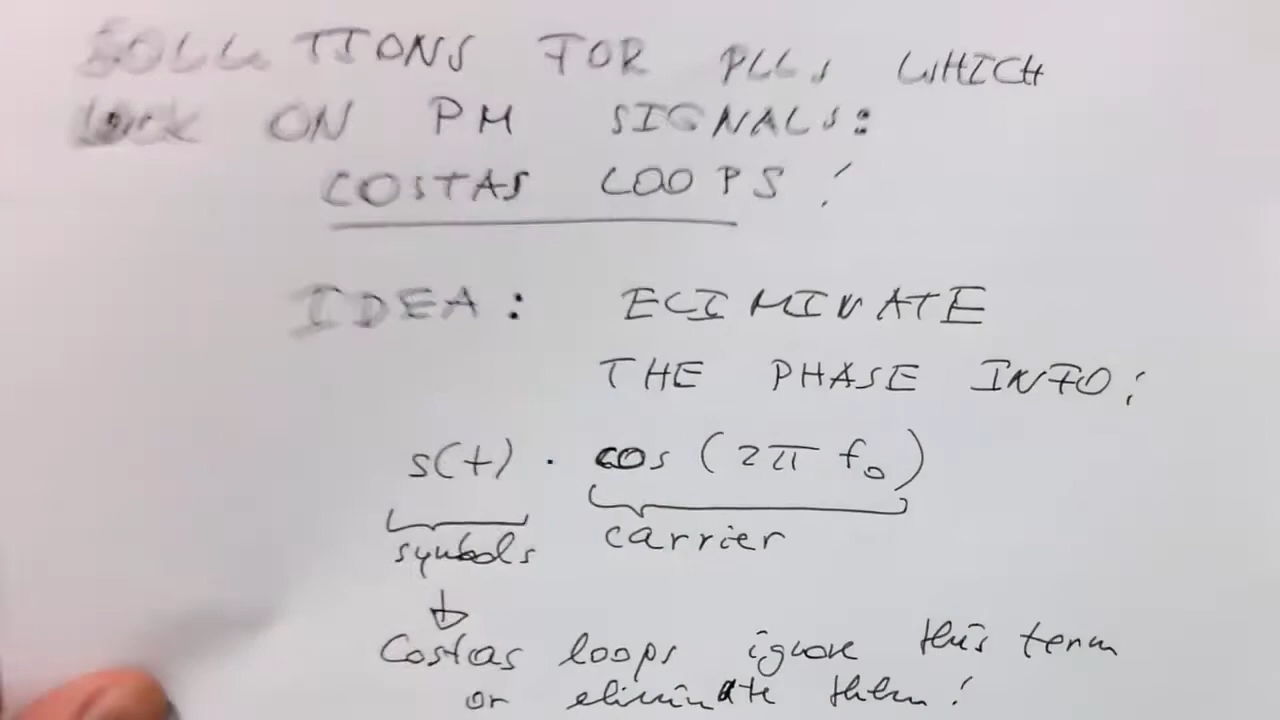 SOLUTIONS FOR PLLs WHICH
LOCK ON PM SIGNALS:
COSTAS LOOPS!
IDEA: ELIMINATE
THE PHASE INFO:
s(t) · cos (2π f₀)
symbols carrier
↓
Costas loops ignore this term
or eliminate them!